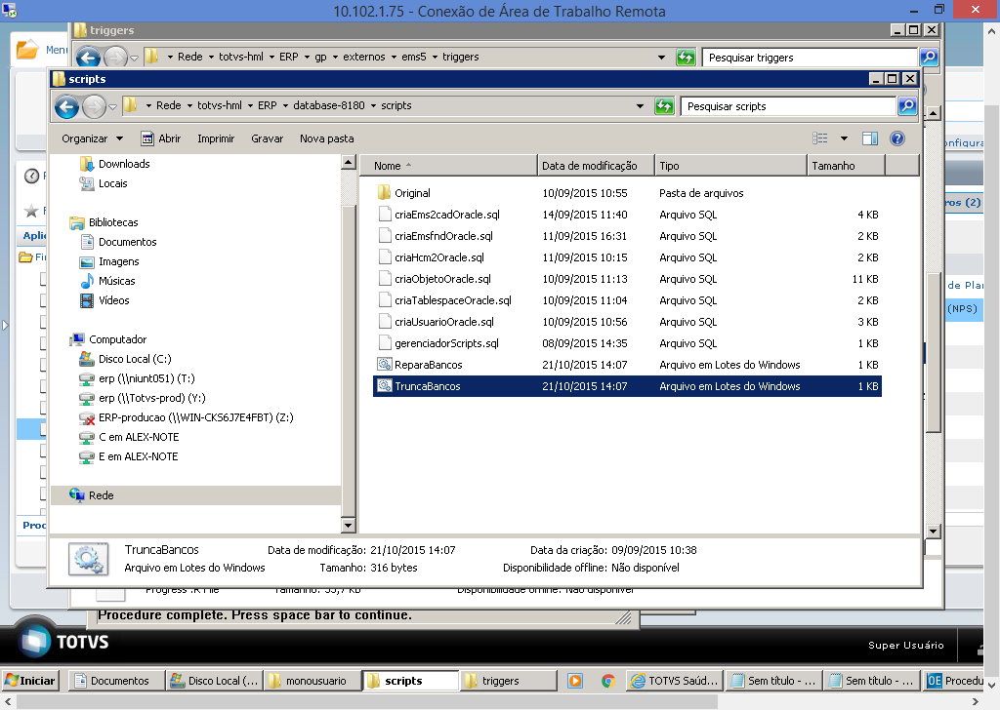 10.102.1.75 - Conexão de Área de Trabalho Remota
triggers
Menu
Rede totvs-hml ERP gp externos ems5 triggers
Pesquisar triggers
scripts
Rede totvs-hml ERP database-8180 scripts
Pesquisar scripts
Organizar Abrir Imprimir Gravar Nova pasta
Downloads
Locais
Bibliotecas
Documentos
Imagens
Músicas
Vídeos
Computador
Disco Local (C:)
erp (\\niunt051) (T:)
erp (\\Totvs-prod) (Y:)
ERP-producao (\\WIN-CKS6J7E4FBT) (Z:)
C em ALEX-NOTE
E em ALEX-NOTE
Rede
Nome Data de modificação Tipo Tamanho
Original 10/09/2015 10:55 Pasta de arquivos
criaEms2cadOracle.sql 14/09/2015 11:40 Arquivo SQL 4 KB
criaEmsfndOracle.sql 11/09/2015 16:31 Arquivo SQL 2 KB
criaHcm2Oracle.sql 11/09/2015 10:15 Arquivo SQL 2 KB
criaObjetoOracle.sql 10/09/2015 11:13 Arquivo SQL 11 KB
criaTablespaceOracle.sql 10/09/2015 11:04 Arquivo SQL 2 KB
criaUsuarioOracle.sql 10/09/2015 10:56 Arquivo SQL 3 KB
gerenciadorScripts.sql 08/09/2015 14:35 Arquivo SQL 1 KB
ReparaBancos 21/10/2015 14:07 Arquivo em Lotes do Windows 1 KB
TruncaBancos 21/10/2015 14:07 Arquivo em Lotes do Windows 1 KB
onfigura
ros (2)
de Plan
(NPS)
Aplic
Fin
Proc
TruncaBancos Data de modificação: 21/10/2015 14:07 Data da criação: 09/09/2015 10:38
Arquivo em Lotes do Windows Tamanho: 316 bytes Disponibilidade offline: Não disponível
Progress .R File Tamanho: 35,7 KB Disponibilidade offline: Não disponível
Procedure complete. Press space bar to continue.
TOTVS
Super Usuário
Iniciar Documentos Disco Local (... monousuario scripts triggers TOTVS Saúd... Sem título - ... Sem título - ... OE Procedu